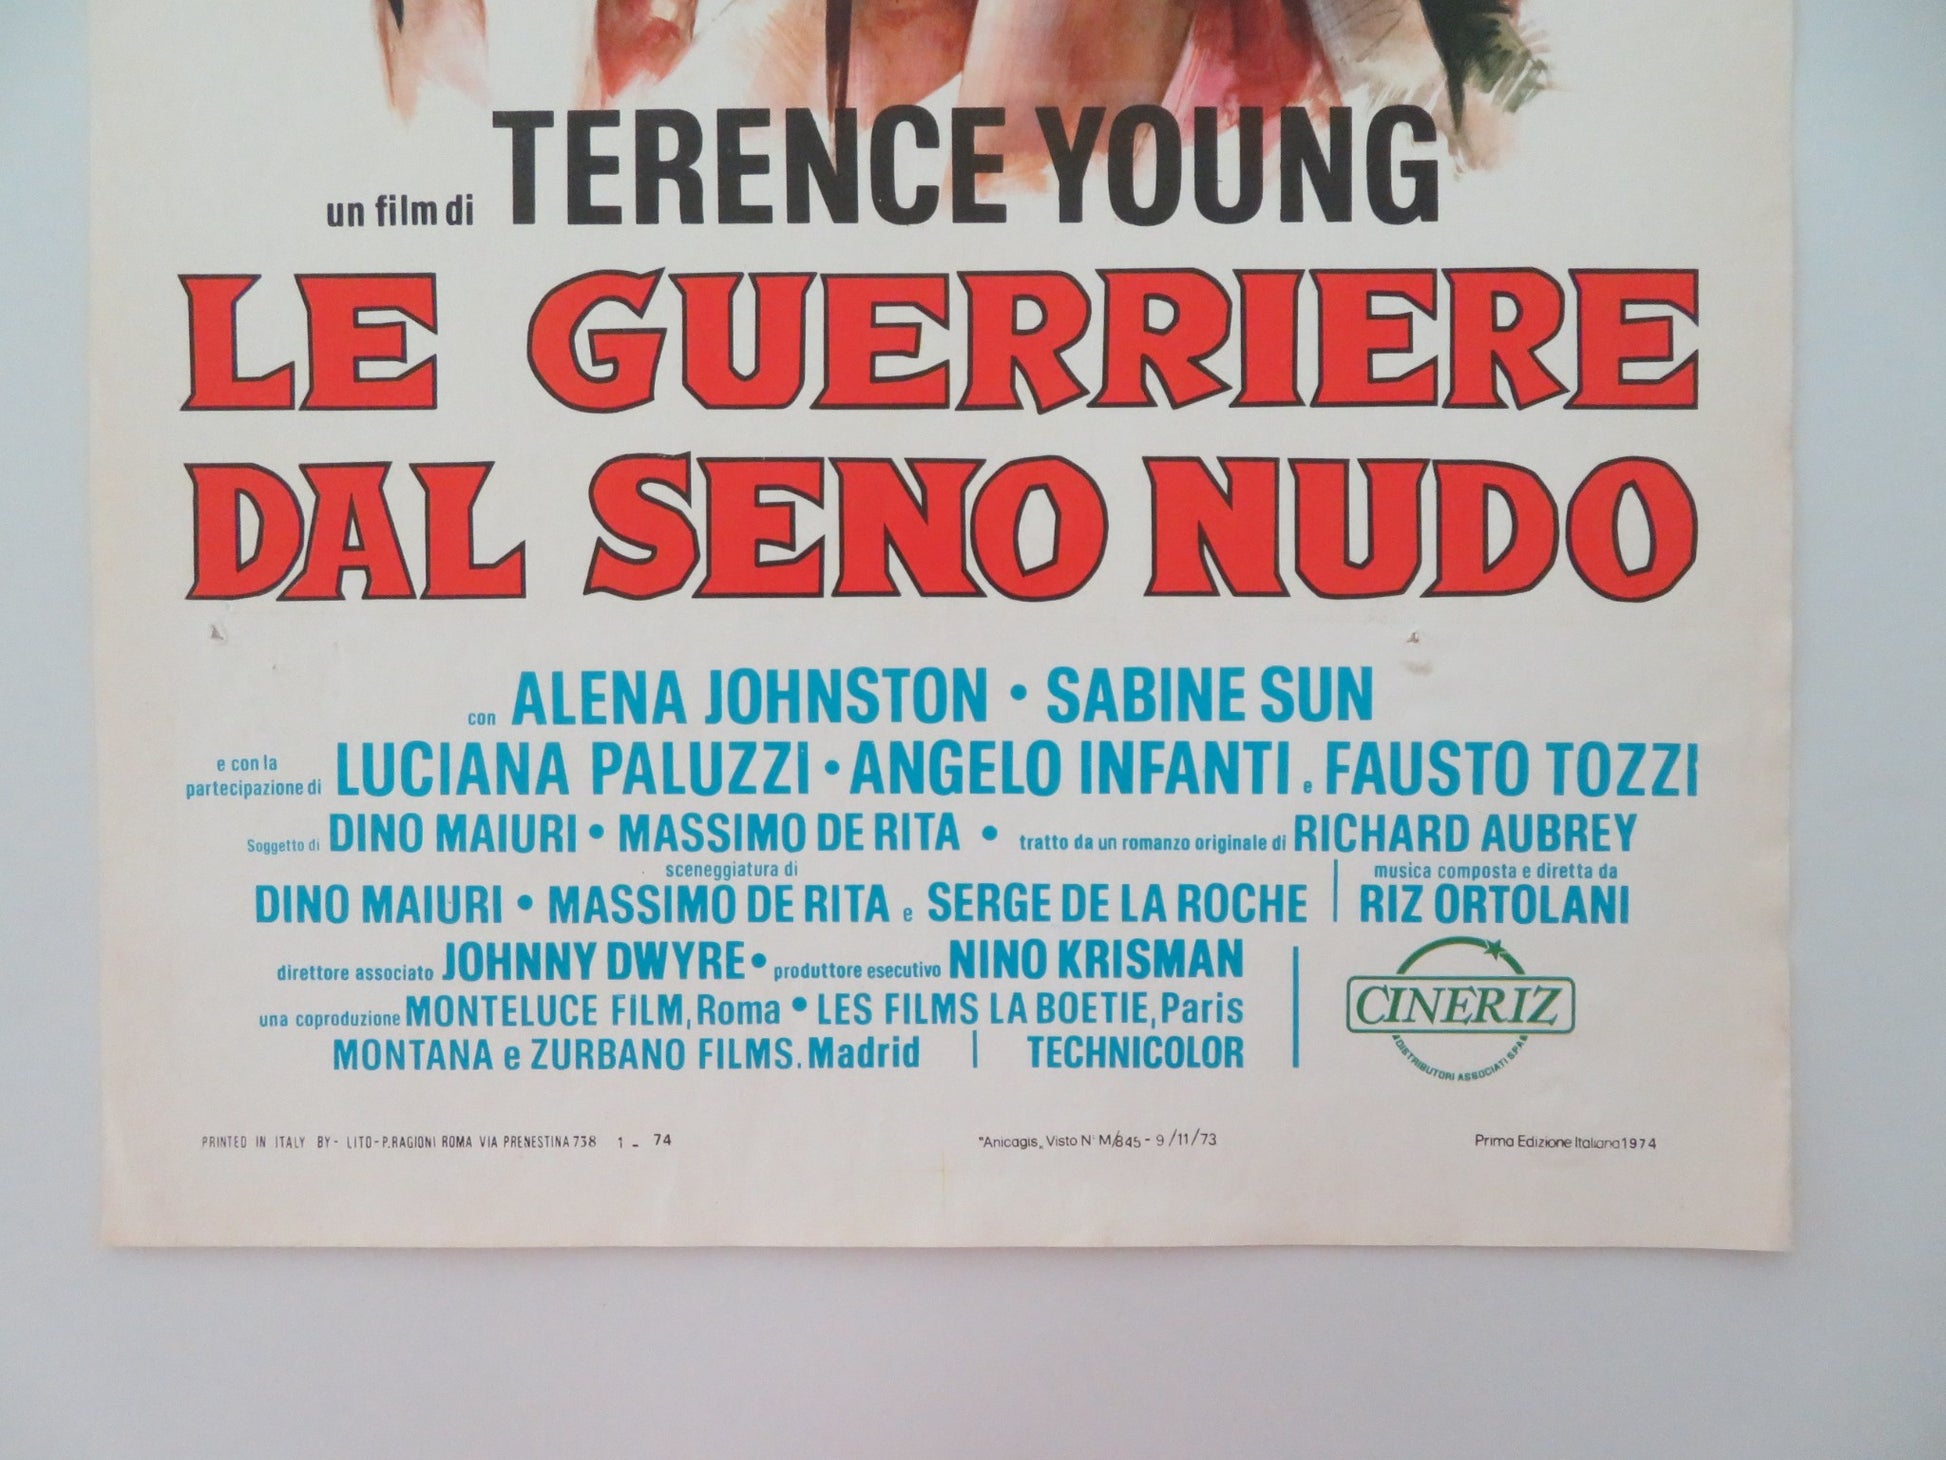 un film di TERENCE YOUNG
LE GUERRIERE
DAL SENO NUDO
con ALENA JOHNSTON • SABINE SUN
e con la partecipazione di LUCIANA PALUZZI • ANGELO INFANTI e FAUSTO TOZZI
Soggetto di DINO MAIURI • MASSIMO DE RITA • tratto da un romanzo originale di RICHARD AUBREY
sceneggiatura di
DINO MAIURI • MASSIMO DE RITA e SERGE DE LA ROCHE
musica composta e diretta da
RIZ ORTOLANI
direttore associato JOHNNY DWYRE • produttore esecutivo NINO KRISMAN
una coproduzione MONTELUCE FILM, Roma • LES FILMS LA BOETIE, Paris
MONTANA e ZURBANO FILMS. Madrid | TECHNICOLOR
CINERIZ
DISTRIBUTORI ASSOCIATI S.P.A.
PRINTED IN ITALY BY - LITO - P. RAGIONI ROMA VIA PRENESTINA 738 1 - 74
"Anicagis" Visto N° M/845 - 9/11/73
Prima Edizione Italiana 1974